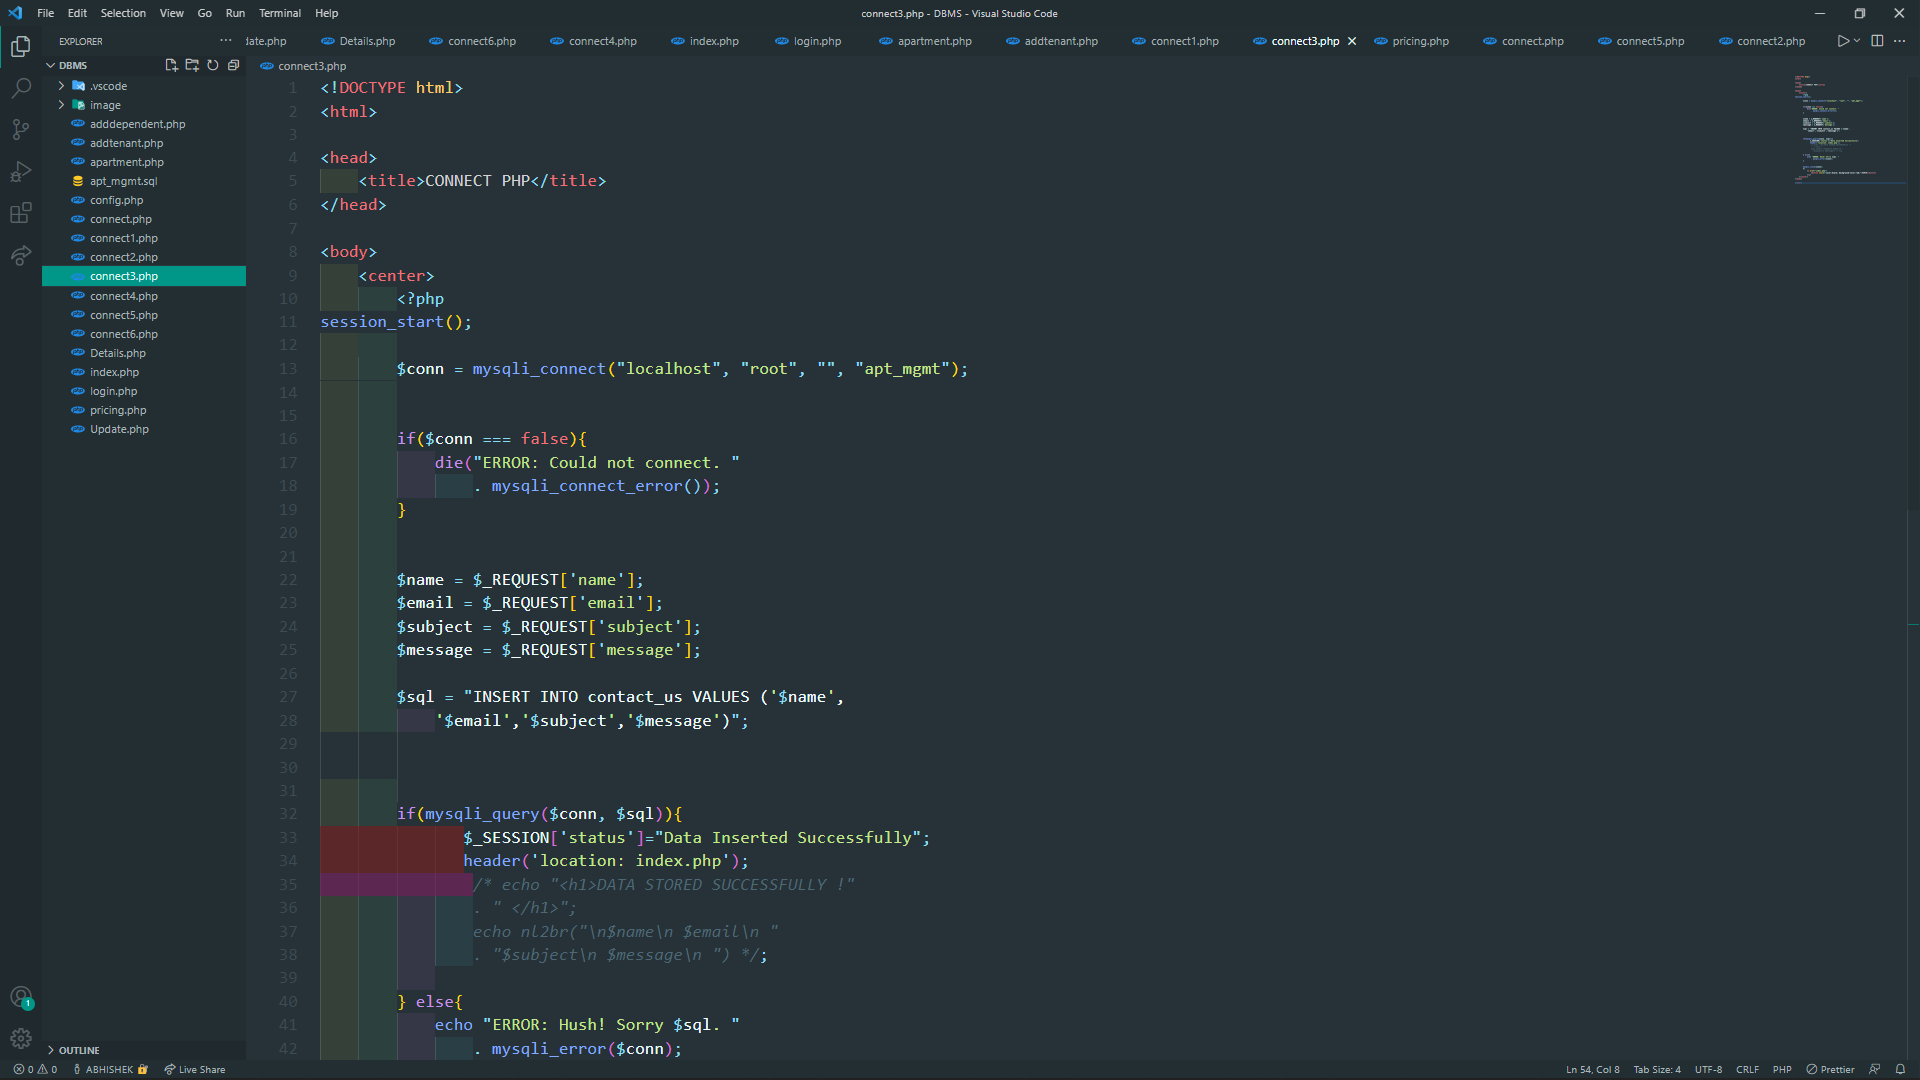 File Edit Selection View Go Run Terminal Help
connect3.php - DBMS - Visual Studio Code
EXPLORER
date.php Details.php connect6.php connect4.php index.php login.php apartment.php addtenant.php connect1.php connect3.php pricing.php connect.php connect5.php connect2.php
DBMS
connect3.php
.vscode
image
adddependent.php
addtenant.php
apartment.php
apt_mgmt.sql
config.php
connect.php
connect1.php
connect2.php
connect3.php
connect4.php
connect5.php
connect6.php
Details.php
index.php
login.php
pricing.php
Update.php
OUTLINE
1 <!DOCTYPE html>
2 <html>
3
4 <head>
5 <title>CONNECT PHP</title>
6 </head>
7
8 <body>
9 <center>
10 <?php
11 session_start();
12
13 $conn = mysqli_connect("localhost", "root", "", "apt_mgmt");
14
15
16 if($conn === false){
17 die("ERROR: Could not connect. "
18 . mysqli_connect_error());
19 }
20
21
22 $name = $_REQUEST['name'];
23 $email = $_REQUEST['email'];
24 $subject = $_REQUEST['subject'];
25 $message = $_REQUEST['message'];
26
27 $sql = "INSERT INTO contact_us VALUES ('$name',
28 '$email','$subject','$message')";
29
30
31
32 if(mysqli_query($conn, $sql)){
33 $_SESSION['status']="Data Inserted Successfully";
34 header('location: index.php');
35 /* echo "<h1>DATA STORED SUCCESSFULLY !"
36 . " </h1>";
37 echo nl2br("\n$name\n $email\n "
38 . "$subject\n $message\n ") */;
39
40 } else{
41 echo "ERROR: Hush! Sorry $sql. "
42 . mysqli_error($conn);
1
0 0 ABHISHEK Live Share
Ln 54, Col 8 Tab Size: 4 UTF-8 CRLF PHP Prettier